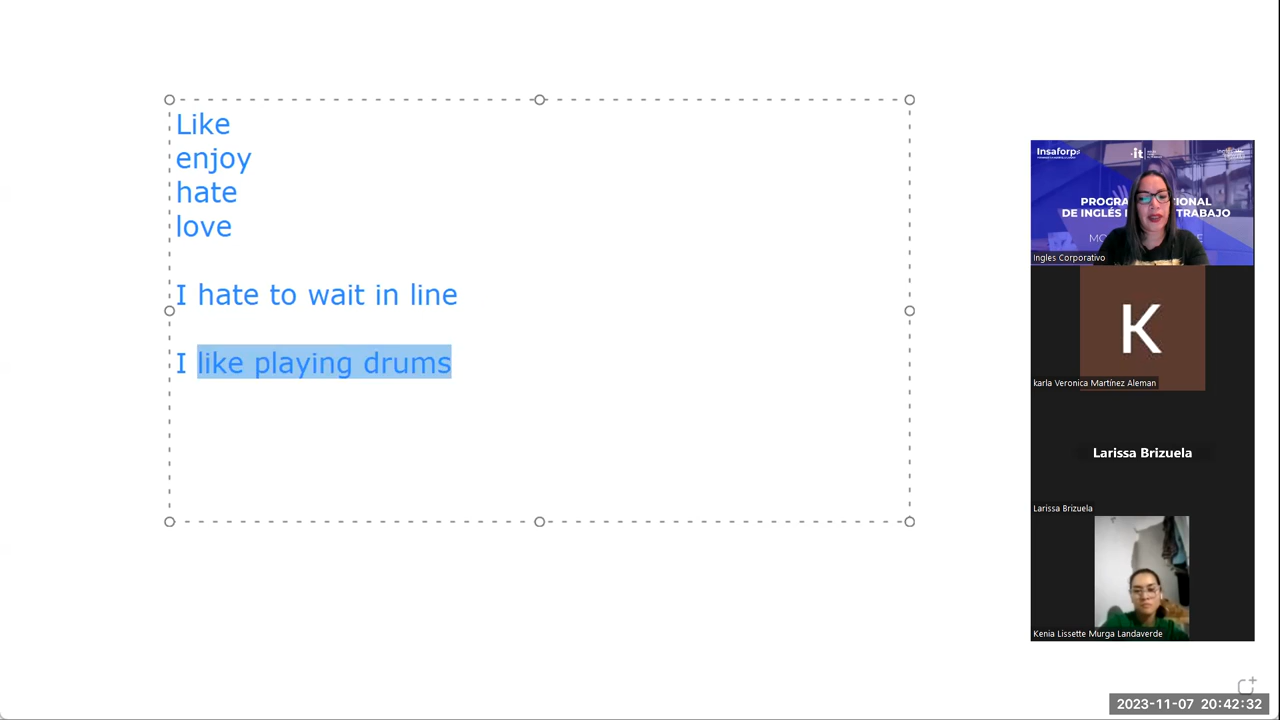 Like
enjoy
hate
love
I hate to wait in line
I like playing drums
Insaforp
it
PROGRA
IONAL
DE INGLÉS
TRABAJO
MO
E
Ingles Corporativo
K
karla Veronica Martínez Aleman
Larissa Brizuela
Larissa Brizuela
Kenia Lissette Murga Landaverde
2023-11-07 20:42:32